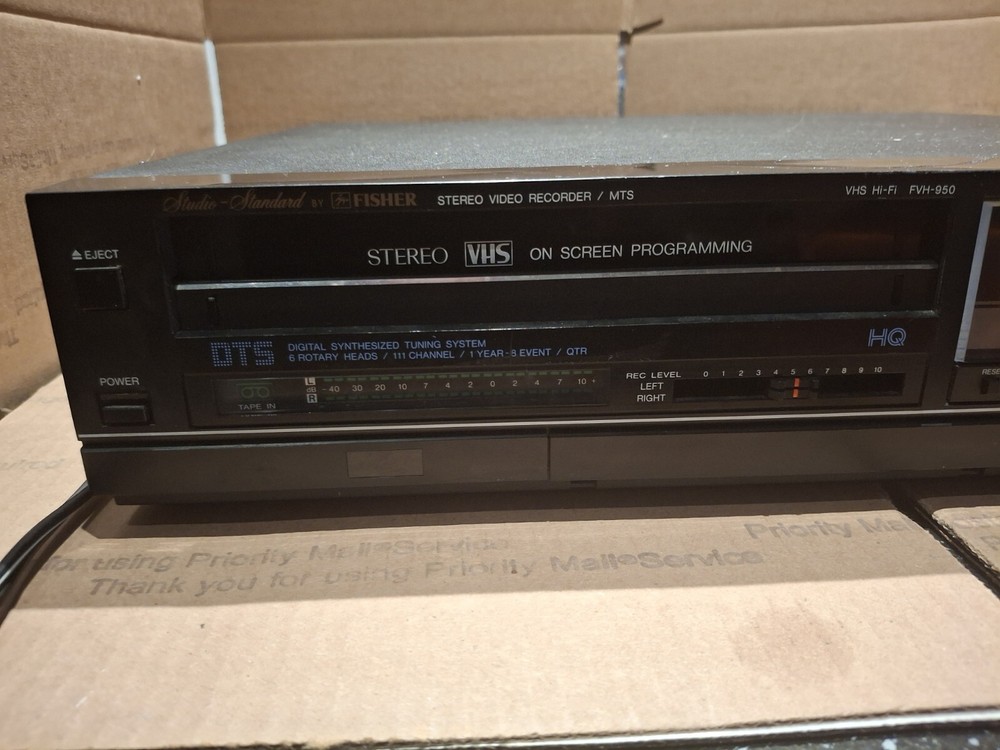 Studio-Standard BY FISHER STEREO VIDEO RECORDER / MTS VHS Hi-Fi FVH-950
EJECT
STEREO VHS ON SCREEN PROGRAMMING
DTS DIGITAL SYNTHESIZED TUNING SYSTEM
6 ROTARY HEADS / 111 CHANNEL / 1 YEAR-8 EVENT / QTR
HQ
POWER
TAPE IN
L
dB -40 30 20 10 7 4 2 0 2 4 7 10 +
R
REC LEVEL 0 1 2 3 4 5 6 7 8 9 10
LEFT
RIGHT
RESE
for using Priority Mail® Service
Thank you for using Priority Mail® Service
Priority Ma